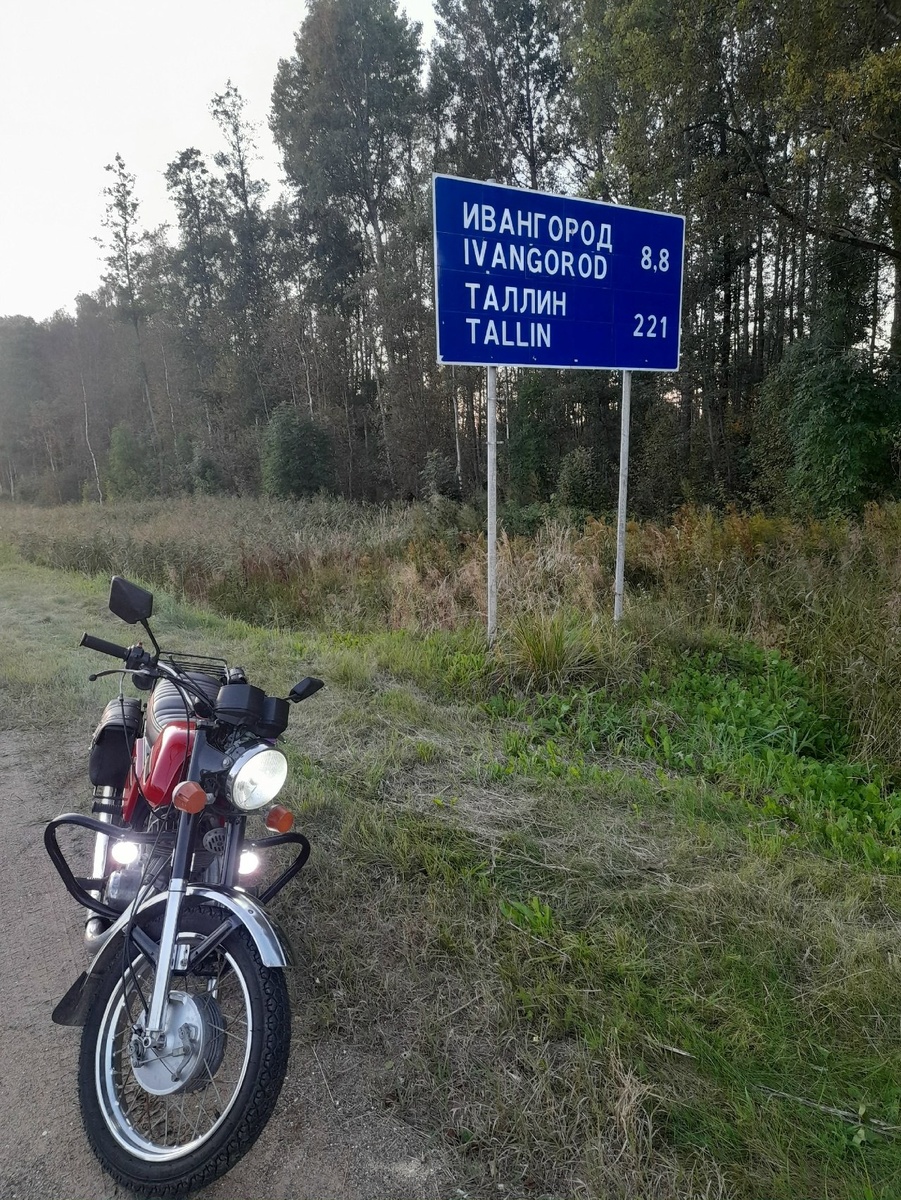 ИВАНГОРОД
IVANGOROD 8,8
ТАЛЛИН
TALLIN 221